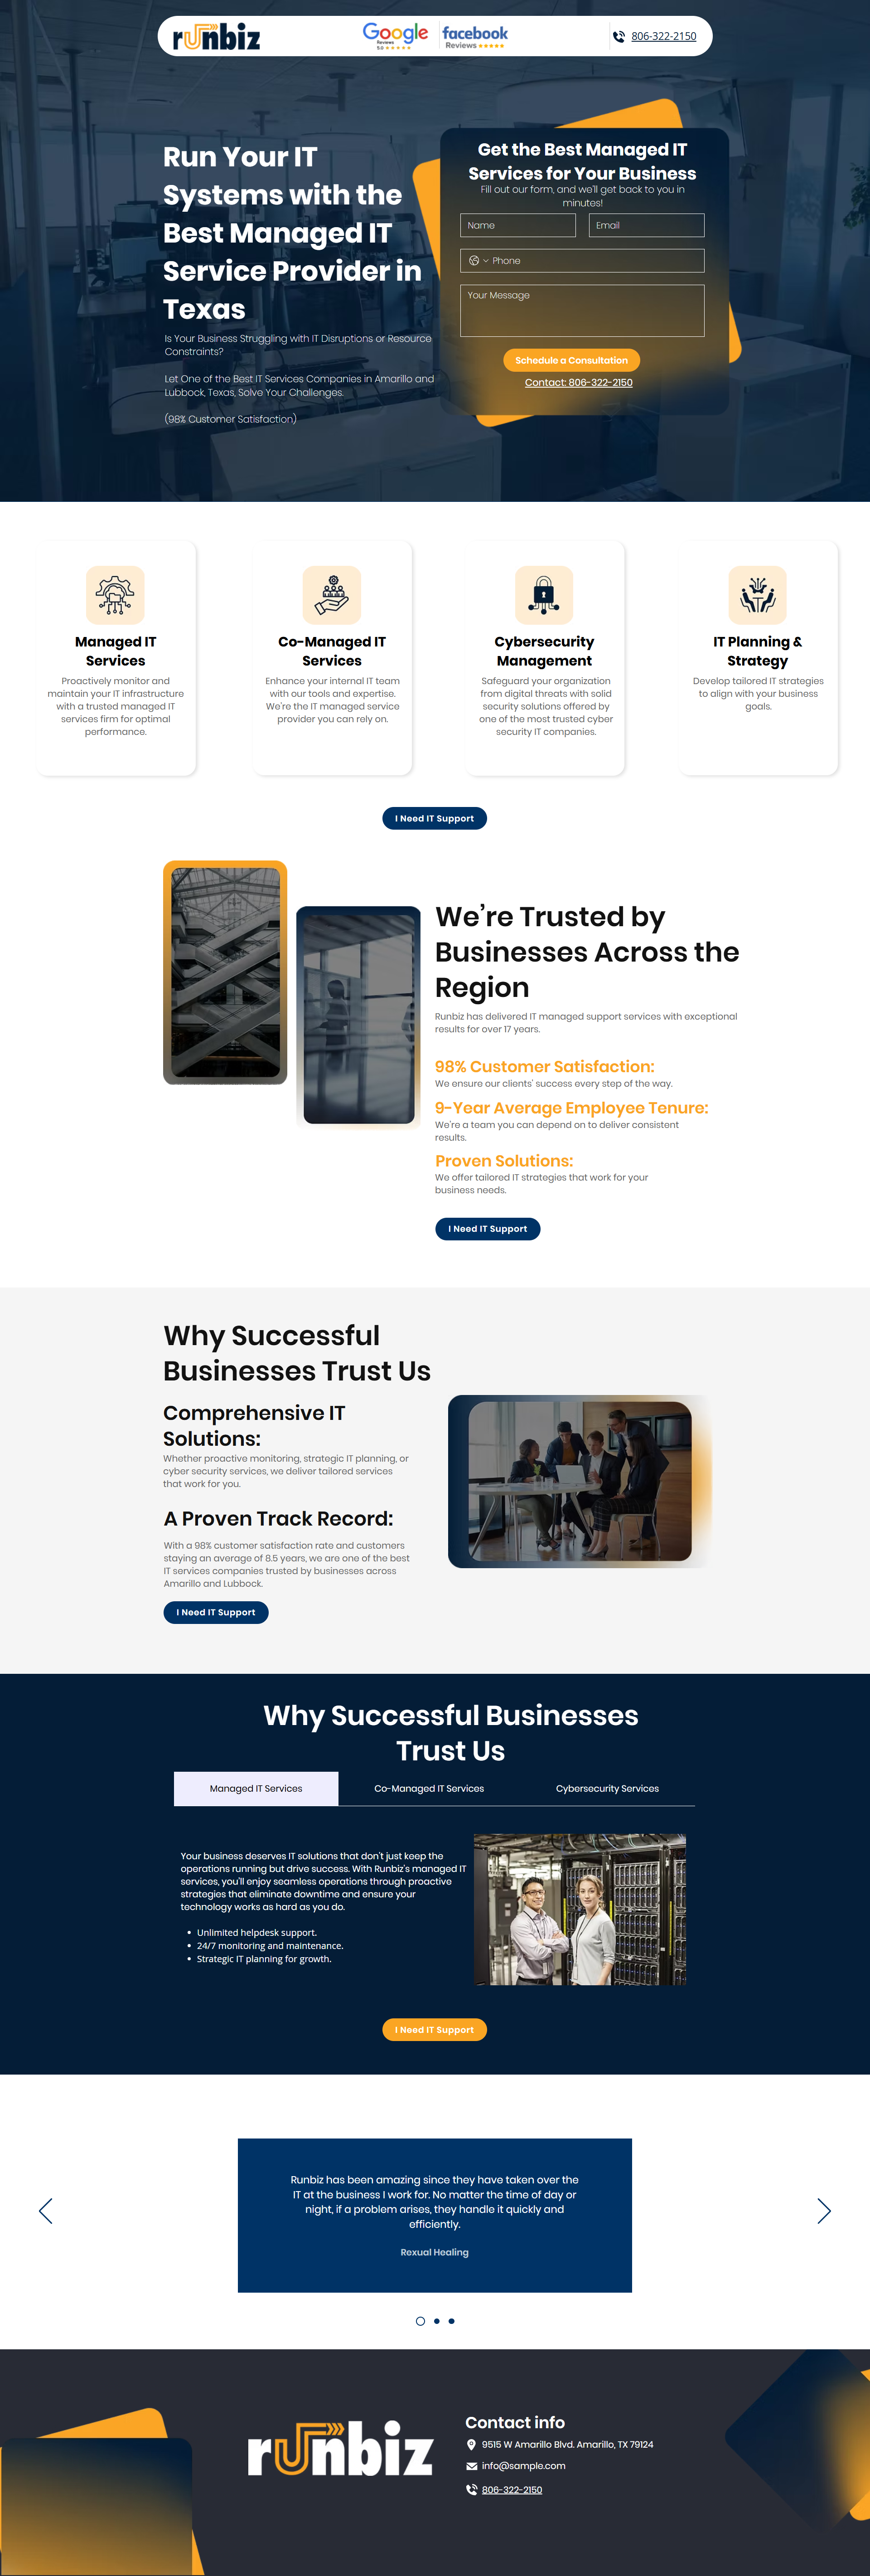 runbiz
Google
Reviews
5.0
facebook
Reviews
806-322-2150
Run Your IT
Systems with the
Best Managed IT
Service Provider in
Texas
Is Your Business Struggling with IT Disruptions or Resource
Constraints?
Let One of the Best IT Services Companies in Amarillo and
Lubbock, Texas, Solve Your Challenges.
(98% Customer Satisfaction)
Get the Best Managed IT
Services for Your Business
Fill out our form, and we'll get back to you in
minutes!
Name
Email
Phone
Your Message
Schedule a Consultation
Contact: 806-322-2150
Managed IT
Services
Proactively monitor and
maintain your IT infrastructure
with a trusted managed IT
services firm for optimal
performance.
Co-Managed IT
Services
Enhance your internal IT team
with our tools and expertise.
We're the IT managed service
provider you can rely on.
Cybersecurity
Management
Safeguard your organization
from digital threats with solid
security solutions offered by
one of the most trusted cyber
security IT companies.
IT Planning &
Strategy
Develop tailored IT strategies
to align with your business
goals.
I Need IT Support
We're Trusted by
Businesses Across the
Region
Runbiz has delivered IT managed support services with exceptional
results for over 17 years.
98% Customer Satisfaction:
We ensure our clients' success every step of the way.
9-Year Average Employee Tenure:
We're a team you can depend on to deliver consistent
results.
Proven Solutions:
We offer tailored IT strategies that work for your
business needs.
I Need IT Support
Why Successful
Businesses Trust Us
Comprehensive IT
Solutions:
Whether proactive monitoring, strategic IT planning, or
cyber security services, we deliver tailored services
that work for you.
A Proven Track Record:
With a 98% customer satisfaction rate and customers
staying an average of 8.5 years, we are one of the best
IT services companies trusted by businesses across
Amarillo and Lubbock.
I Need IT Support
Why Successful Businesses
Trust Us
Managed IT Services
Co-Managed IT Services
Cybersecurity Services
Your business deserves IT solutions that don't just keep the
operations running but drive success. With Runbiz's managed IT
services, you'll enjoy seamless operations through proactive
strategies that eliminate downtime and ensure your
technology works as hard as you do.
Unlimited helpdesk support.
24/7 monitoring and maintenance.
Strategic IT planning for growth.
I Need IT Support
Runbiz has been amazing since they have taken over the
IT at the business I work for. No matter the time of day or
night, if a problem arises, they handle it quickly and
efficiently.
Rexual Healing
runbiz
Contact info
9515 W Amarillo Blvd. Amarillo, TX 79124
info@sample.com
806-322-2150